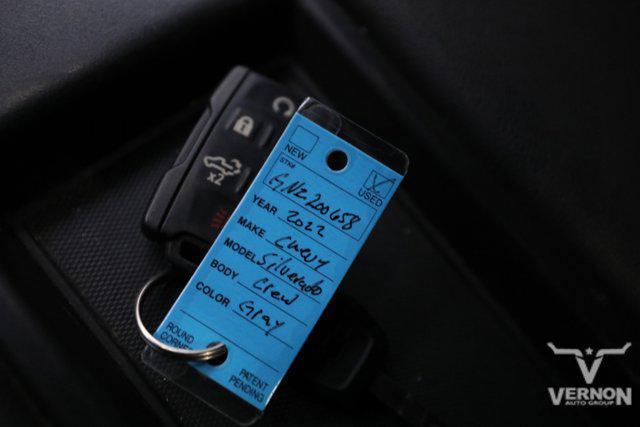 x2
NEW
USED
STK#
GNZ200658
YEAR 2022
MAKE Chevy
MODEL Silverado
BODY Crew
COLOR Gray
ROUND
CORNER
PATENT
PENDING
VERNON
AUTO GROUP